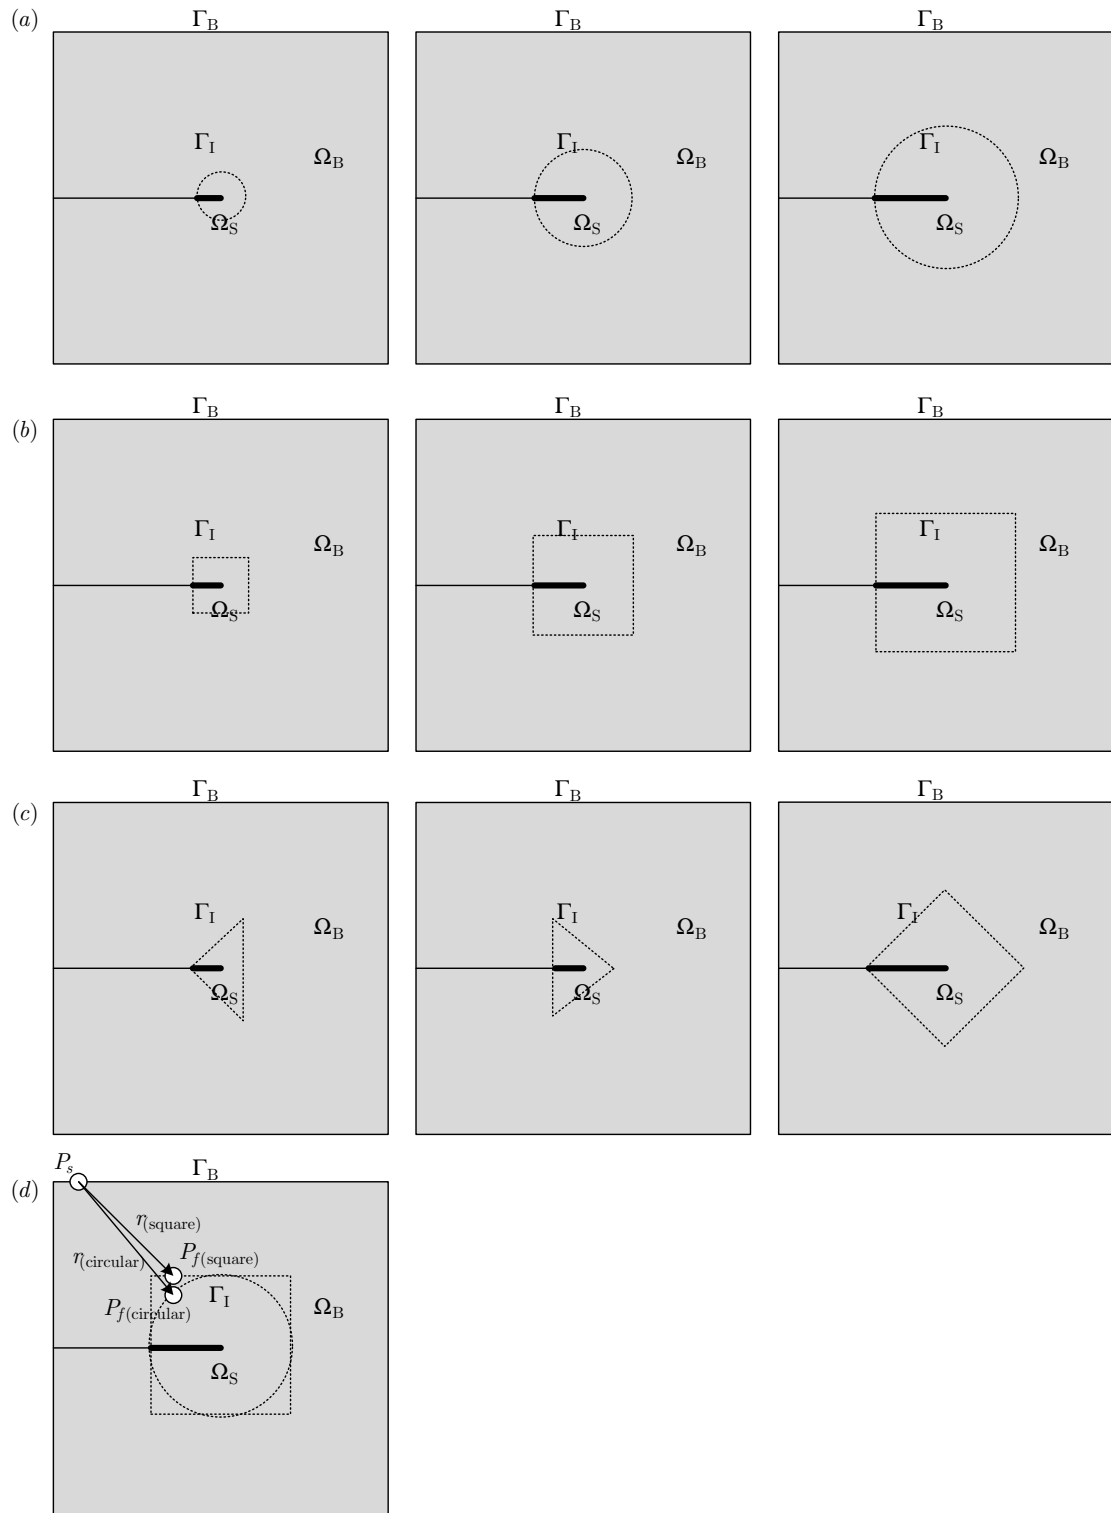 (a) Γ_B Γ_B Γ_B
Γ_I Ω_B Γ_I Ω_B Γ_I Ω_B
Ω_S Ω_S Ω_S
(b) Γ_B Γ_B Γ_B
Γ_I Ω_B Γ_I Ω_B Γ_I Ω_B
Ω_S Ω_S Ω_S
(c) Γ_B Γ_B Γ_B
Γ_I Ω_B Γ_I Ω_B Γ_I Ω_B
Ω_S Ω_S Ω_S
(d) P_s Γ_B
r_(square)
r_(circular) P_f(square)
P_f(circular) Γ_I Ω_B
Ω_S